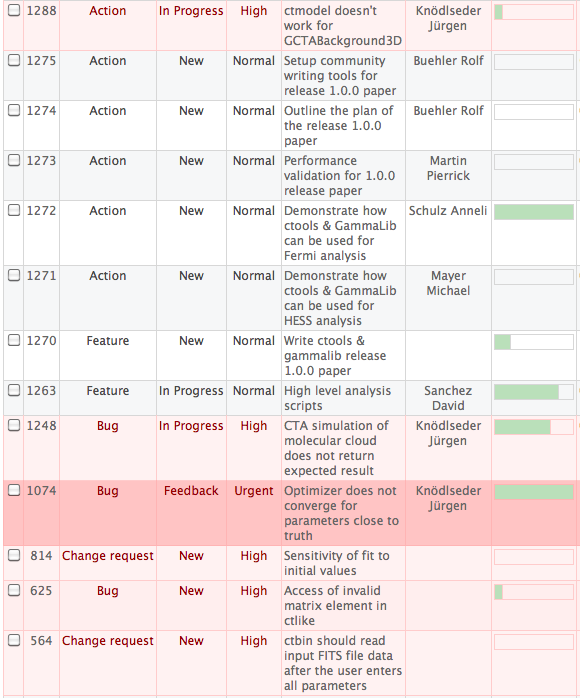 1288 Action In Progress High ctmodel doesn't Knödlseder
work for Jürgen
GCTABackground3D
1275 Action New Normal Setup community Buehler Rolf
writing tools for
release 1.0.0 paper
1274 Action New Normal Outline the plan of Buehler Rolf
the release 1.0.0
paper
1273 Action New Normal Performance Martin
validation for 1.0.0 Pierrick
release paper
1272 Action New Normal Demonstrate how Schulz Anneli
ctools & GammaLib
can be used for
Fermi analysis
1271 Action New Normal Demonstrate how Mayer
ctools & GammaLib Michael
can be used for
HESS analysis
1270 Feature New Normal Write ctools &
gammalib release
1.0.0 paper
1263 Feature In Progress Normal High level analysis Sanchez
scripts David
1248 Bug In Progress High CTA simulation of Knödlseder
molecular cloud Jürgen
does not return
expected result
1074 Bug Feedback Urgent Optimizer does not Knödlseder
converge for Jürgen
parameters close to
truth
814 Change request New High Sensitivity of fit to
initial values
625 Bug New High Access of invalid
matrix element in
ctlike
564 Change request New High ctbin should read
input FITS file data
after the user enters
all parameters